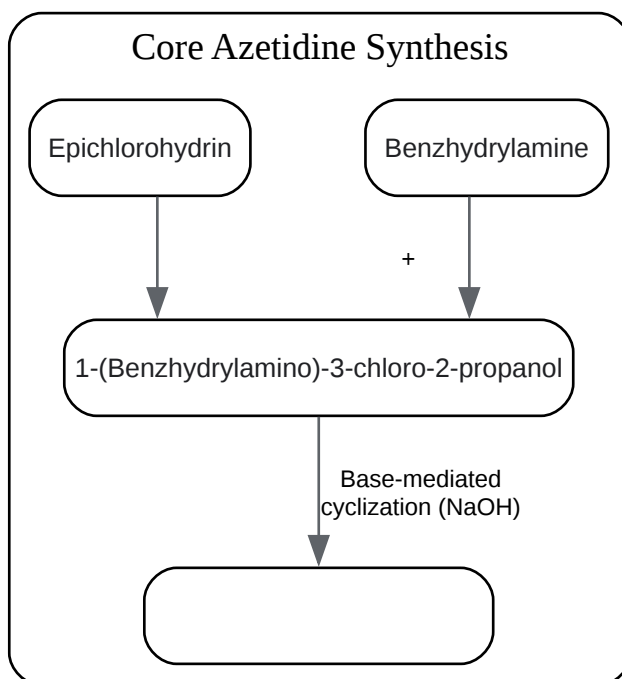 Core Azetidine Synthesis
Epichlorohydrin
Benzhydrylamine
+
1-(Benzhydrylamino)-3-chloro-2-propanol
Base-mediated
cyclization (NaOH)